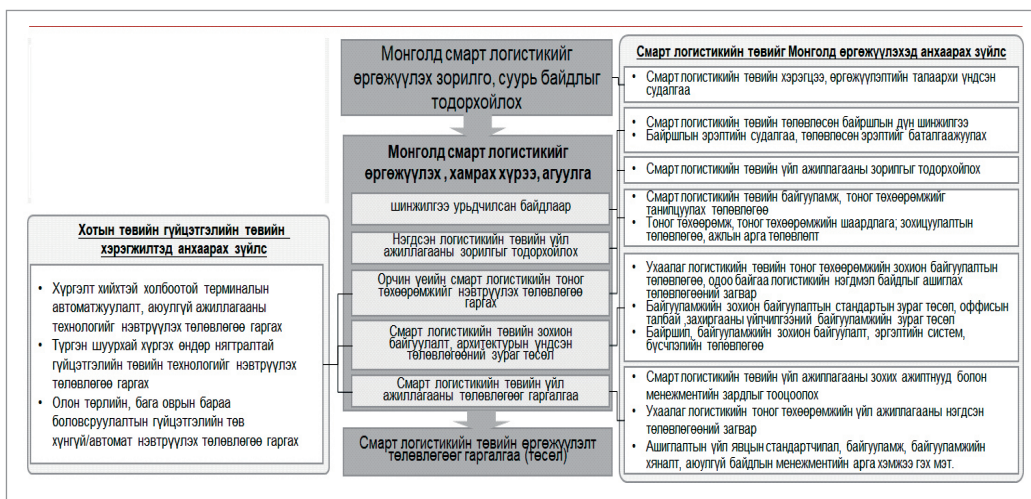 Монголд смарт логистикийг
өргөжүүлэх зорилго, суурь байдлыг
тодорхойлох
Монголд смарт логистикийг
өргөжүүлэх , хамрах хүрээ, агуулга
шинжилгээ урьдчилсан байдлаар
Нэгдсэн логистикийн төвийн үйл
ажиллагааны зорилгыг тодорхойлох
Орчин үеийн смарт логистикийн тоног
төхөөрөмжийг нэвтрүүлэх төлөвлөгөө
гаргах
Смарт логистикийн төвийн зохион
байгуулалт, архитектурын үндсэн
төлөвлөгөөний зураг төсөл
Смарт логистикийн төвийн үйл
ажиллагааны төлөвлөгөөг гаргалгаа
Смарт логистикийн төвийн өргөжүүлэлт
төлөвлөгөөг гаргалгаа (төсөл)
Хотын төвийн гүйцэтгэлийн төвийн
хэрэгжилтэд анхаарах зүйлс
• Хүргэлт хийхтэй холбоотой терминалын
автоматжуулалт, аюулгүй ажиллагааны
технологийг нэвтрүүлэх төлөвлөгөө гаргах
• Түргэн шуурхай хүргэх өндөр нягтралтай
гүйцэтгэлийн төвийн технологийг нэвтрүүлэх
төлөвлөгөө гаргах
• Олон төрлийн, бага оврын бараа
боловсруулалтын гүйцэтгэлийн төв
хүнгүй/автомат нэвтрүүлэх төлөвлөгөө гаргах
Смарт логистикийн төвийг Монголд өргөжүүлэхэд анхаарах зүйлс
• Смарт логистикийн төвийн хэрэгцээ, өргөжүүлэлтийн талаархи үндсэн
судалгаа
• Смарт логистикийн төвийн төлөвлөсөн байршлын дүн шинжилгээ
• Байршлын эрэлтийн судалгаа, төлөвлөсөн эрэлтийг баталгаажуулах
• Смарт логистикийн төвийн үйл ажиллагааны зорилгыг тодорхойлох
• Смарт логистикийн төвийн байгууламж, тоног төхөөрөмжийг
танилцуулах төлөвлөгөө
• Тоног төхөөрөмж, тоног төхөөрөмжийн шаардлага; зохицуулалтын
төлөвлөгөө, ажлын арга төлөвлөлт
• Ухаалаг логистикийн төвийн тоног төхөөрөмжийн зохион байгуулалтын
төлөвлөгөө, одоо байгаа логистикийн нэгдмэл байдлыг ашиглах
төлөвлөгөөний загвар
• Байгууламжийн зохион байгуулалтын стандартын зураг төсөл, оффисын
талбай ,захиргааны үйлчилгээний байгууламжийн зураг төсөл
• Байршил, байгууламжийн зохион байгуулалт, эргэлтийн систем,
бүсчлэлийн төлөвлөгөө
• Смарт логистикийн төвийн үйл ажиллагааны зохих ажилтнууд болон
менежментийн зардлыг тооцоолох
• Ухаалаг логистикийн тоног төхөөрөмжийн үйл ажиллагааны нэгдсэн
төлөвлөгөөний загвар
• Ашиглалтын үйл явцын стандартчилал, байгууламж, байгууламжийн
хяналт, аюулгүй байдлын менежментийн арга хэмжээ гэх мэт.